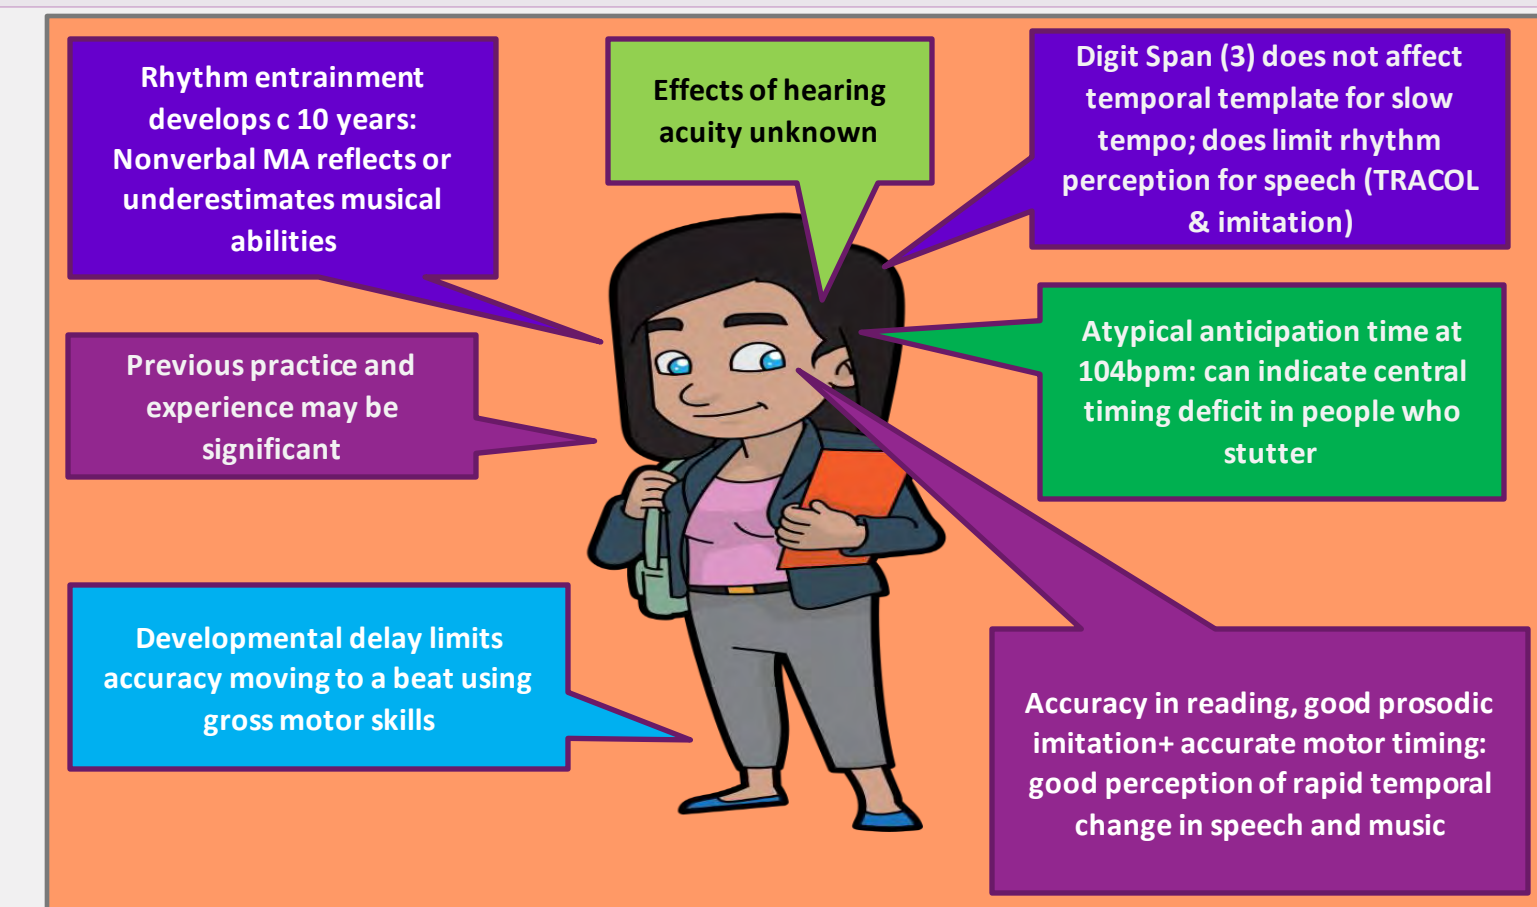 Rhythm entrainment
develops c 10 years:
Nonverbal MA reflects or
underestimates musical
abilities
Effects of hearing
acuity unknown
Digit Span (3) does not affect
temporal template for slow
tempo; does limit rhythm
perception for speech (TRACOL
& imitation)
Previous practice and
experience may be
significant
Atypical anticipation time at
104bpm: can indicate central
timing deficit in people who
stutter
Developmental delay limits
accuracy moving to a beat using
gross motor skills
Accuracy in reading, good prosodic
imitation+ accurate motor timing:
good perception of rapid temporal
change in speech and music